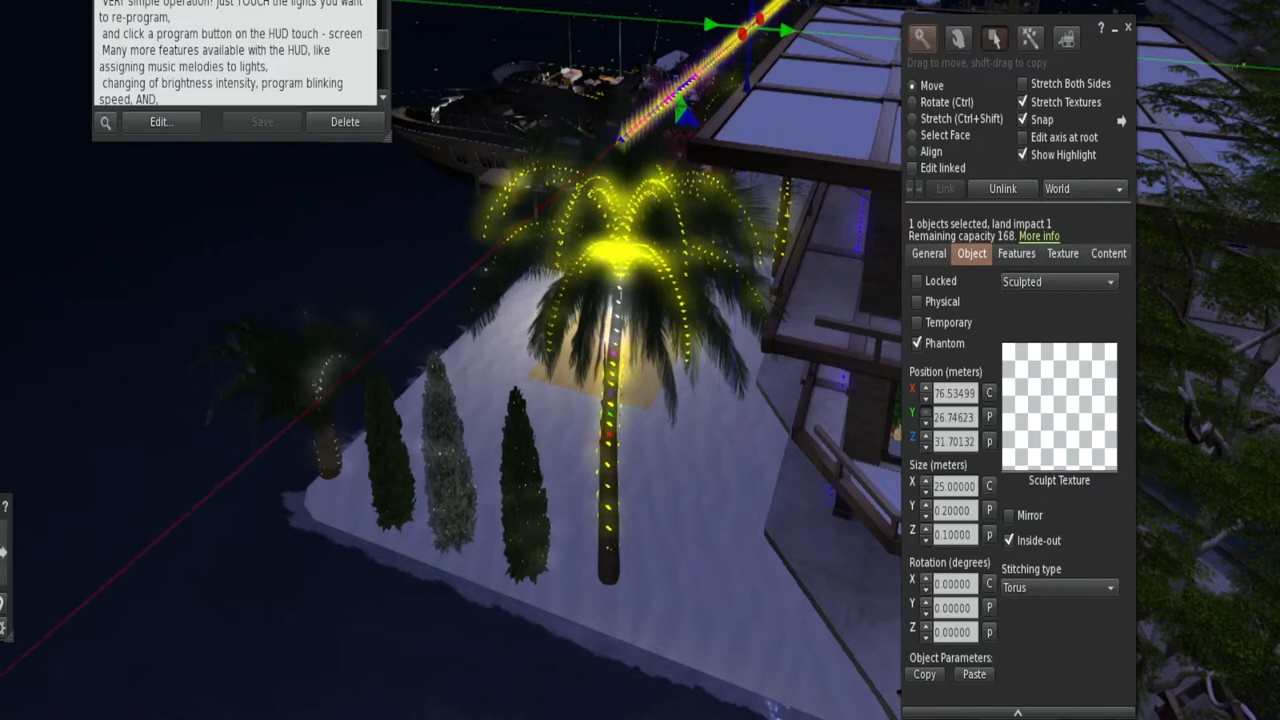 VERY simple operation! just TOUCH the lights you want
to re-program,
and click a program button on the HUD touch - screen
Many more features available with the HUD, like
assigning music melodies to lights,
changing of brightness intensity, program blinking
speed, AND,
Edit...
Save
Delete
?
Drag to move, shift-drag to copy
Move
Rotate (Ctrl)
Stretch (Ctrl+Shift)
Select Face
Align
Edit linked
Stretch Both Sides
Stretch Textures
Snap
Edit axis at root
Show Highlight
Link
Unlink
World
1 objects selected, land impact 1
Remaining capacity 168. More info
General
Object
Features
Texture
Content
Locked
Physical
Temporary
Phantom
Position (meters)
X 76.53499 C
Y 26.74623 P
Z 31.70132 p
Size (meters)
X 25.00000 C
Y 0.20000 P
Z 0.10000 p
Rotation (degrees)
X 0.00000 C
Y 0.00000 P
Z 0.00000 p
Object Parameters:
Copy
Paste
Sculpted
Sculpt Texture
Mirror
Inside-out
Stitching type
Torus
?